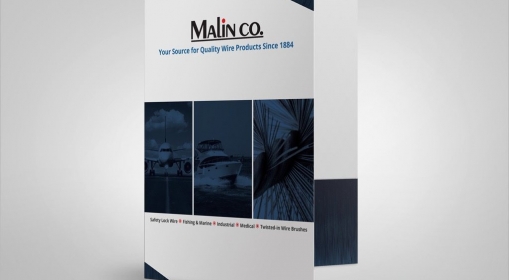 Malin co.
Your Source for Quality Wire Products Since 1884
Safety Lock Wire * Fishing & Marine * Industrial * Medical * Twisted-in Wire Brushes